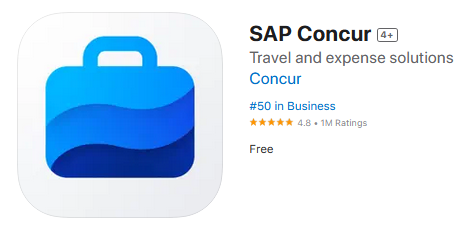 SAP Concur 4+
Travel and expense solutions
Concur
#50 in Business
★★★★★ 4.8 • 1M Ratings
Free